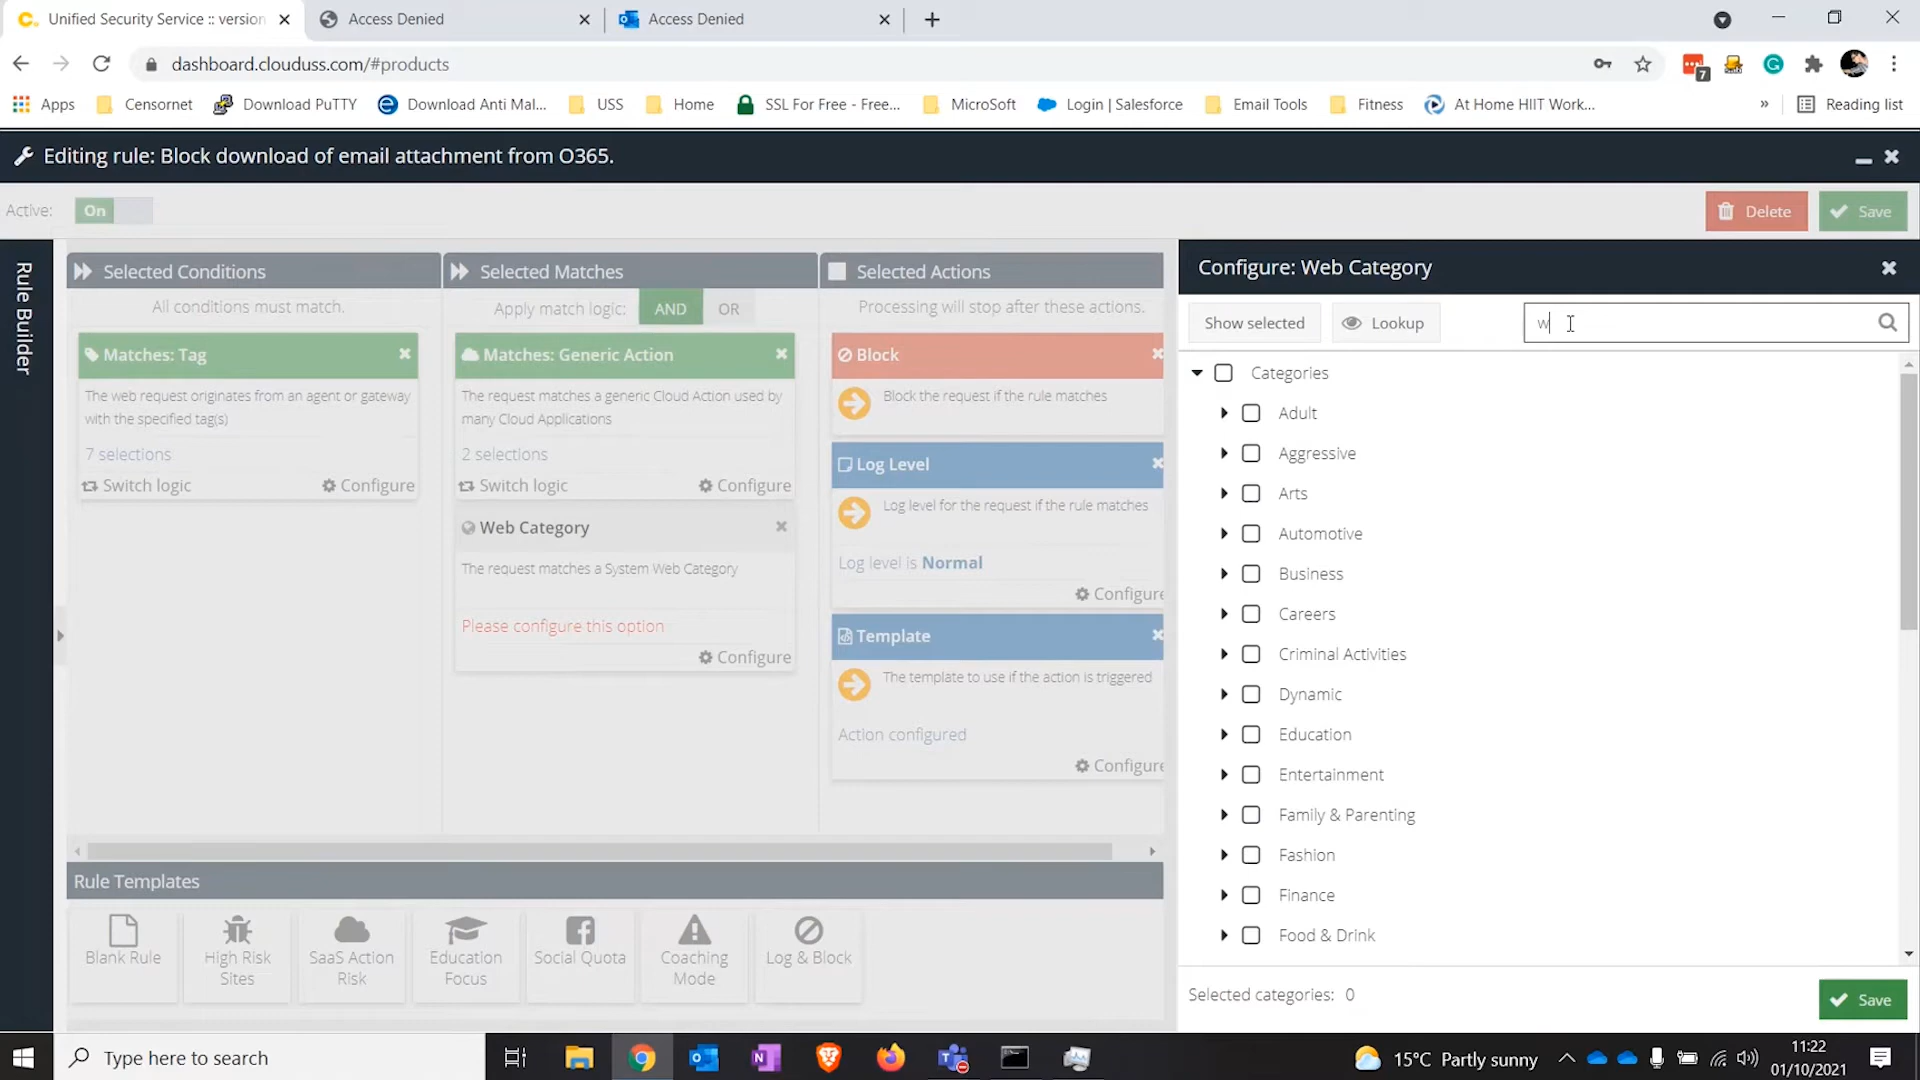 Unified Security Service :: version
Access Denied
Access Denied
dashboard.clouduss.com/#products
7
Apps
Censornet
Download PuTTY
Download Anti Mal...
USS
Home
SSL For Free - Free...
MicroSoft
Login | Salesforce
Email Tools
Fitness
At Home HIIT Work...
»
Reading list
Editing rule: Block download of email attachment from O365.
Active:
On
Delete
Save
Rule Builder
Selected Conditions
All conditions must match.
Matches: Tag
The web request originates from an agent or gateway
with the specified tag(s)
7 selections
Switch logic
Configure
Selected Matches
Apply match logic:
AND
OR
Matches: Generic Action
The request matches a generic Cloud Action used by
many Cloud Applications
2 selections
Switch logic
Configure
Web Category
The request matches a System Web Category
Please configure this option
Configure
Selected Actions
Processing will stop after these actions.
Block
Block the request if the rule matches
Log Level
Log level for the request if the rule matches
Log level is Normal
Configure
Template
The template to use if the action is triggered
Action configured
Configure
Rule Templates
Blank Rule
High Risk
Sites
SaaS Action
Risk
Education
Focus
Social Quota
Coaching
Mode
Log & Block
Configure: Web Category
Show selected
Lookup
w
Categories
Adult
Aggressive
Arts
Automotive
Business
Careers
Criminal Activities
Dynamic
Education
Entertainment
Family & Parenting
Fashion
Finance
Food & Drink
Selected categories: 0
Save
Type here to search
15°C Partly sunny
11:22
01/10/2021